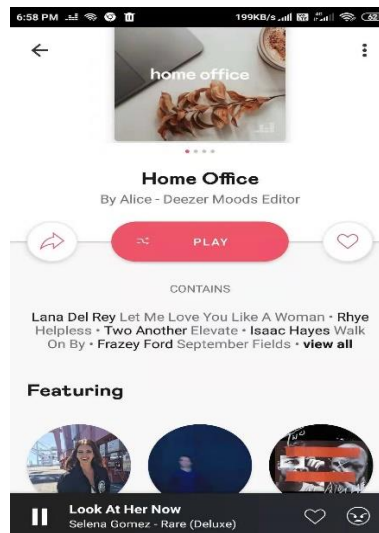 6:58 PM
199KB/s
62
home office
Home Office
By Alice - Deezer Moods Editor
PLAY
CONTAINS
Lana Del Rey Let Me Love You Like A Woman • Rhye
Helpless • Two Another Elevate • Isaac Hayes Walk
On By • Frazey Ford September Fields • view all
Featuring
TWO
Look At Her Now
Selena Gomez - Rare (Deluxe)